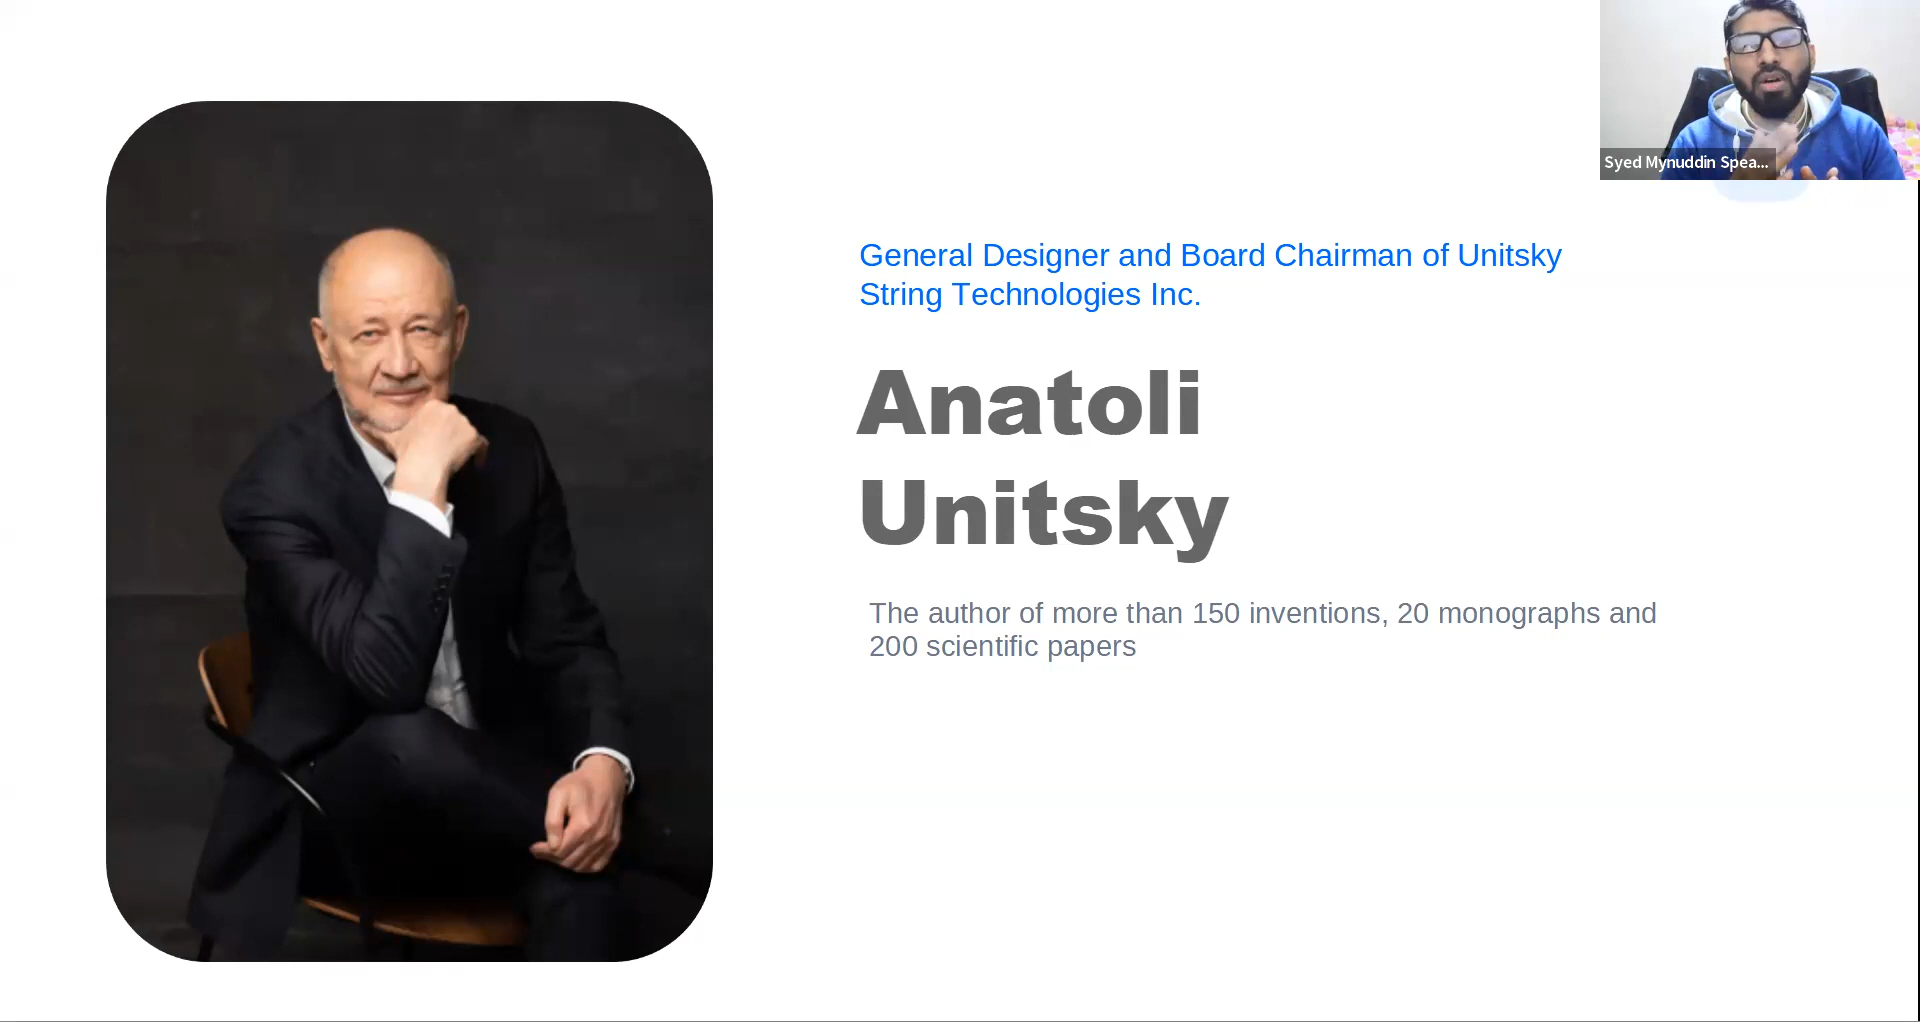 Syed Mynuddin Spea...
General Designer and Board Chairman of Unitsky
String Technologies Inc.
Anatoli
Unitsky
The author of more than 150 inventions, 20 monographs and
200 scientific papers